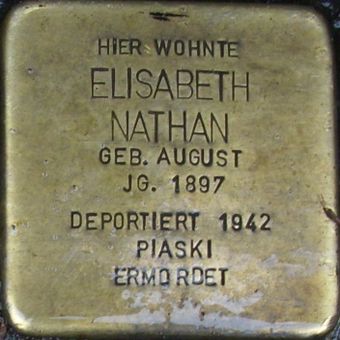 HIER WOHNTE
ELISABETH
NATHAN
GEB. AUGUST
JG. 1897
DEPORTIERT 1942
PIASKI
ERMORDET